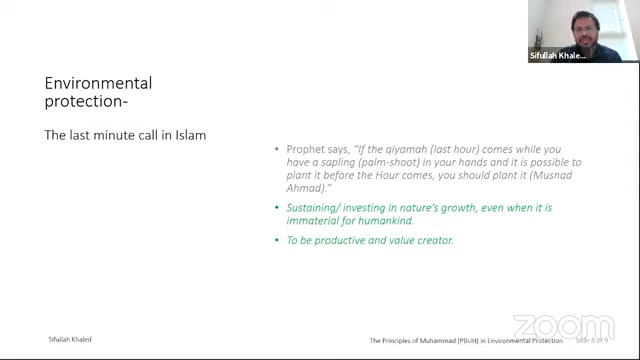 Sifullah Khale...
Environmental
protection-
The last minute call in Islam
• Prophet says, "If the qiyamah (last hour) comes while you
have a sapling (palm-shoot) in your hands and it is possible to
plant it before the Hour comes, you should plant it (Musnad
Ahmad)."
• Sustaining/ investing in nature's growth, even when it is
immaterial for humankind.
• To be productive and value creator.
zoom
Sifullah Khaled
The Principles of Muhammad (PBUH) in Environmental Protection
Slide 8 of 9